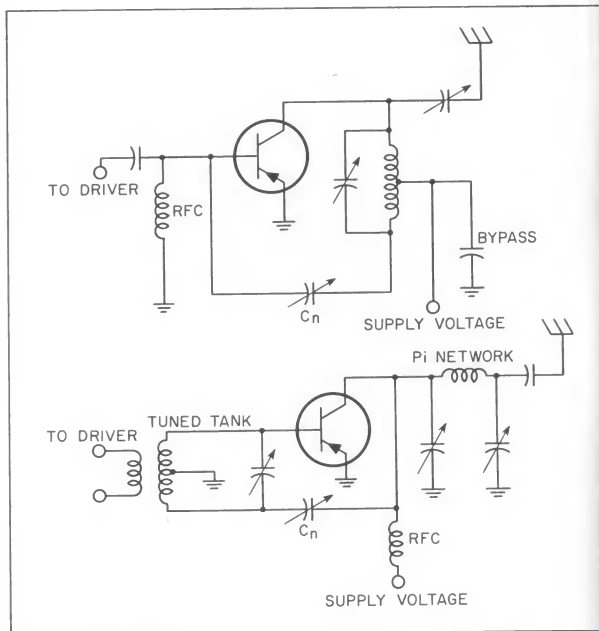 TO DRIVER
RFC
BYPASS
Cn
SUPPLY VOLTAGE
Pi NETWORK
TO DRIVER
TUNED TANK
Cn
RFC
SUPPLY VOLTAGE